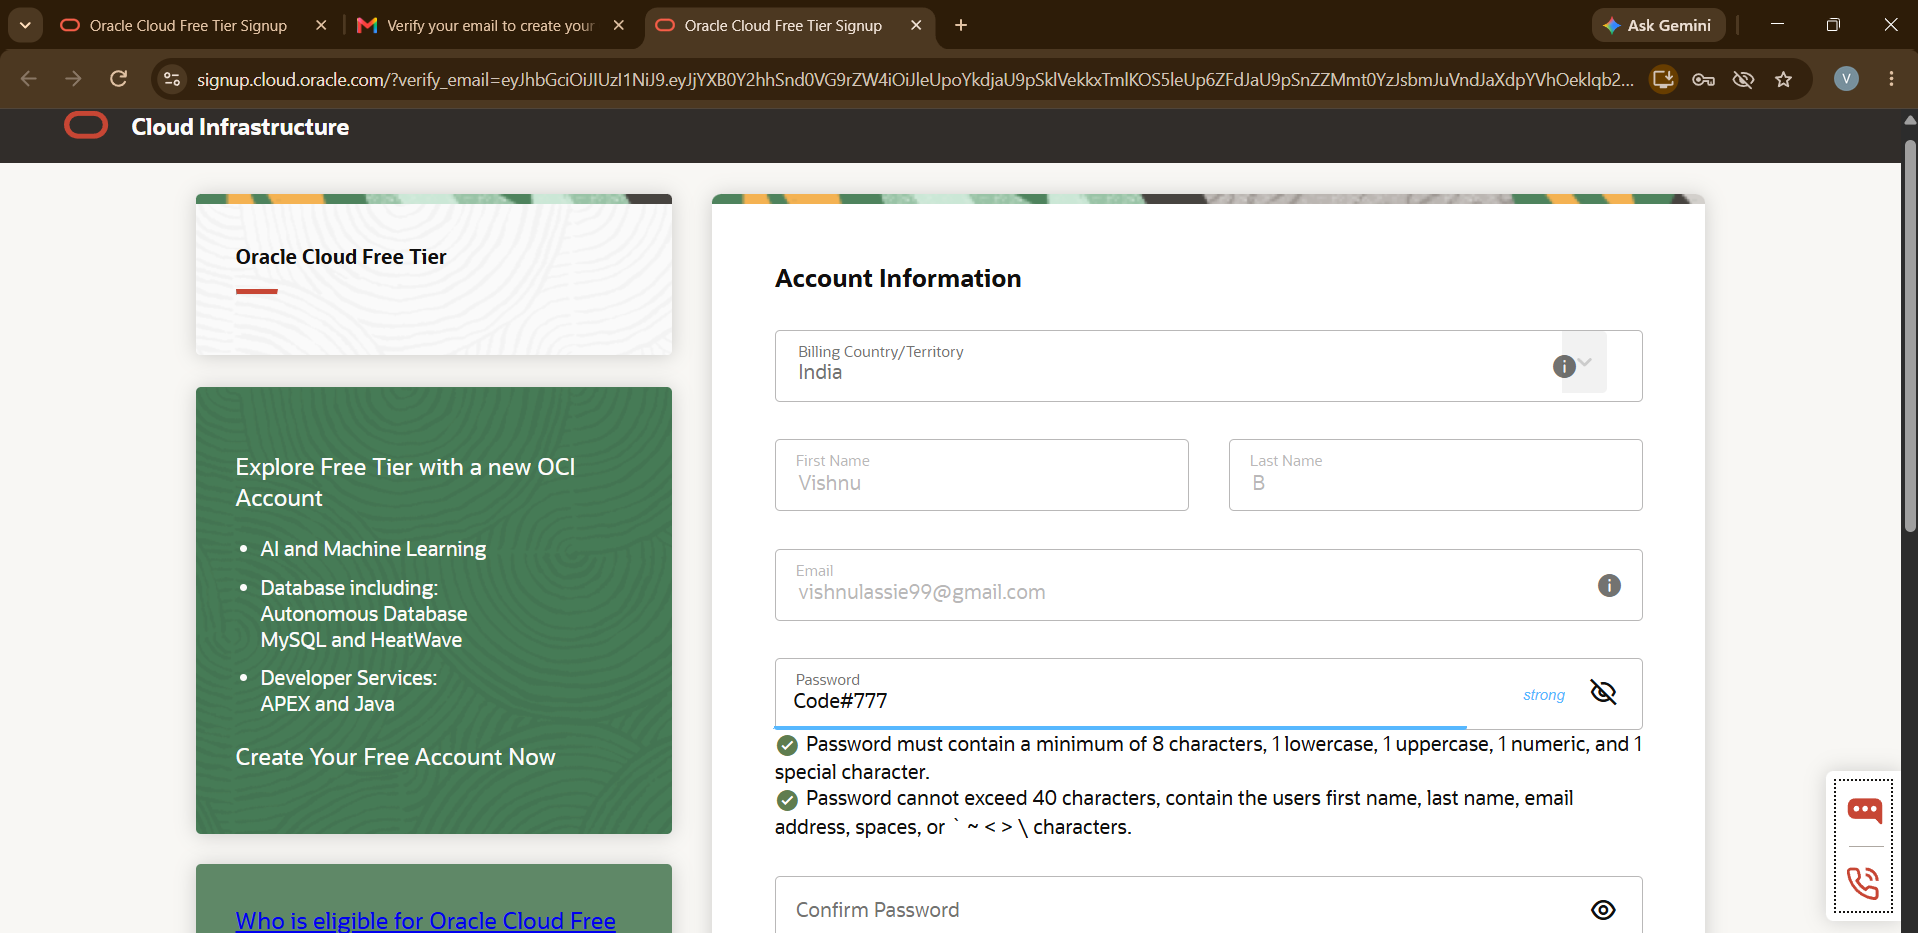 Oracle Cloud Free Tier Signup
Verify your email to create your
Oracle Cloud Free Tier Signup
Ask Gemini
signup.cloud.oracle.com/?verify_email=
V
Cloud Infrastructure
Oracle Cloud Free Tier
Explore Free Tier with a new OCI
Account
• AI and Machine Learning
• Database including:
Autonomous Database
MySQL and HeatWave
• Developer Services:
APEX and Java
Create Your Free Account Now
Who is eligible for Oracle Cloud Free
Account Information
Billing Country/Territory
India
First Name
Vishnu
Last Name
B
Email
vishnulassie99@gmail.com
Password
Code#777
strong
Password must contain a minimum of 8 characters, 1 lowercase, 1 uppercase, 1 numeric, and 1
special character.
Password cannot exceed 40 characters, contain the users first name, last name, email
address, spaces, or ` ~ < > \ characters.
Confirm Password